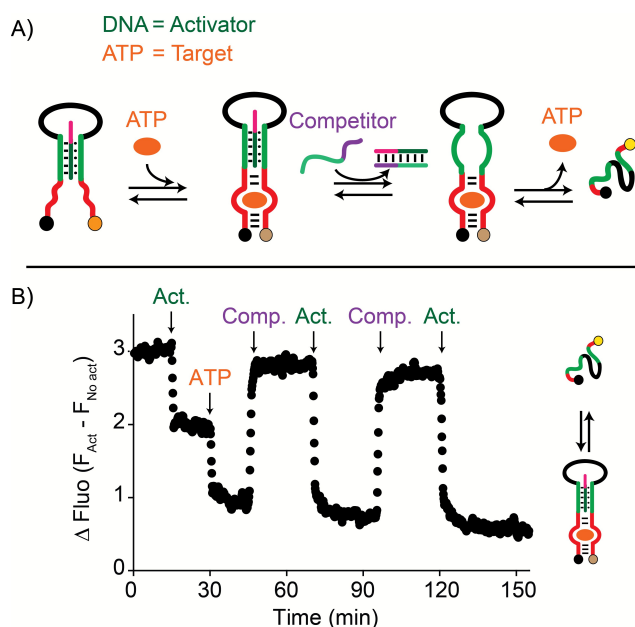 A)
DNA = Activator
ATP = Target
ATP
Competitor
ATP
B)
Act.
Comp.
Act.
Comp.
Act.
ATP
Δ Fluo (F_Act - F_No act)
3
2
1
0
0
30
60
90
120
150
Time (min)